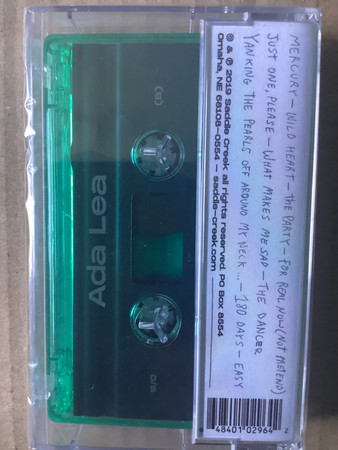 MERCURY – WILD HEART – THE PARTY – FOR REAL NOW (NOT PRETEND)
JUST ONE, PLEASE – WHAT MAKES ME SAD – THE DANCER
YANKING THE PEARLS OFF AROUND MY NECK... – 180 DAYS – EASY
℗ & © 2019 Saddle Creek all rights reserved. PO Box 8554
Omaha, NE 68108-0554 – saddle-creek.com
48401 02964
Ada Lea